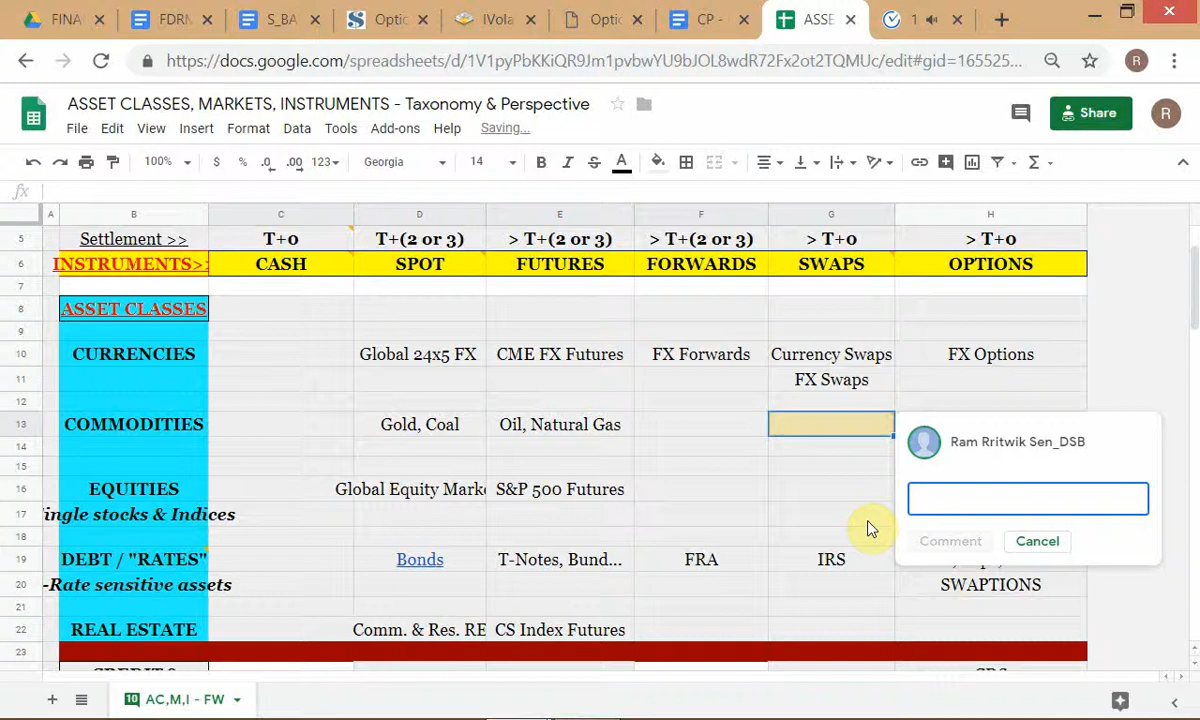 FINA
FDRN
S_BA
Optic
IVola
Optic
CP -
ASSE
1
https://docs.google.com/spreadsheets/d/1V1pyPbKKiQR9Jm1pvbwYU9bJOL8wdR72Fx2ot2TQMUc/edit#gid=165525...
R
ASSET CLASSES, MARKETS, INSTRUMENTS - Taxonomy & Perspective
Share
R
File Edit View Insert Format Data Tools Add-ons Help Saving...
100% $ % .0 .00 123 Georgia 14 B I S A
fx
A B C D E F G H
5 Settlement >> T+0 T+(2 or 3) > T+(2 or 3) > T+(2 or 3) > T+0 > T+0
6 INSTRUMENTS>> CASH SPOT FUTURES FORWARDS SWAPS OPTIONS
7
8 ASSET CLASSES
9
10 CURRENCIES Global 24x5 FX CME FX Futures FX Forwards Currency Swaps FX Options
11 FX Swaps
12
13 COMMODITIES Gold, Coal Oil, Natural Gas
Ram Rritwik Sen_DSB
14
15
16 EQUITIES Global Equity Marke S&P 500 Futures
17 ingle stocks & Indices
18
Comment Cancel
19 DEBT / "RATES" Bonds T-Notes, Bund... FRA IRS
20 -Rate sensitive assets SWAPTIONS
21
22 REAL ESTATE Comm. & Res. RE CS Index Futures
23
AC,M,I - FW